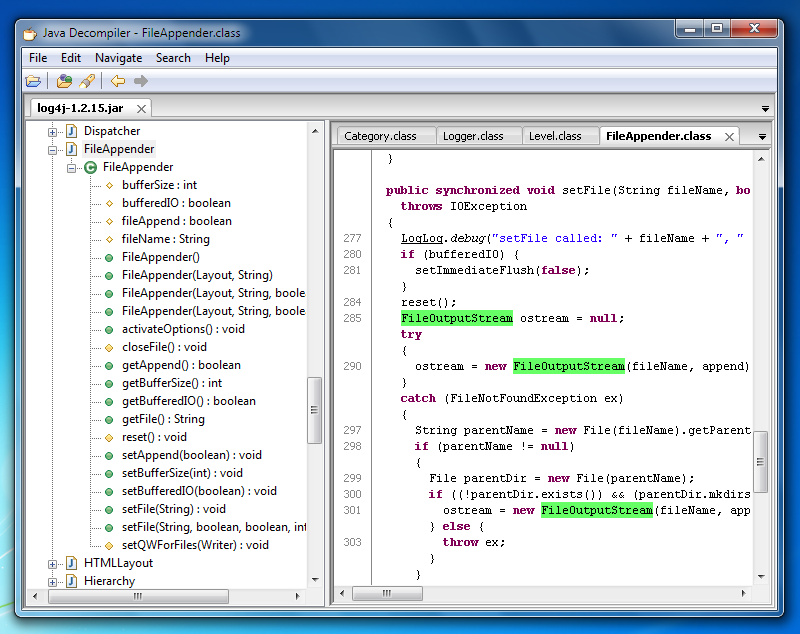 Java Decompiler - FileAppender.class
File Edit Navigate Search Help
log4j-1.2.15.jar
Dispatcher
FileAppender
FileAppender
bufferSize : int
bufferedIO : boolean
fileAppend : boolean
fileName : String
FileAppender()
FileAppender(Layout, String)
FileAppender(Layout, String, boole
FileAppender(Layout, String, boole
activateOptions() : void
closeFile() : void
getAppend() : boolean
getBufferSize() : int
getBufferedIO() : boolean
getFile() : String
reset() : void
setAppend(boolean) : void
setBufferSize(int) : void
setBufferedIO(boolean) : void
setFile(String) : void
setFile(String, boolean, boolean, int
setQWForFiles(Writer) : void
HTMLLayout
Hierarchy
Category.class Logger.class Level.class FileAppender.class
}
public synchronized void setFile(String fileName, bo
throws IOException
{
277 LogLog.debug("setFile called: " + fileName + ", "
280 if (bufferedIO) {
281 setImmediateFlush(false);
}
284 reset();
285 FileOutputStream ostream = null;
try
{
290 ostream = new FileOutputStream(fileName, append)
}
catch (FileNotFoundException ex)
{
297 String parentName = new File(fileName).getParent
298 if (parentName != null)
{
299 File parentDir = new File(parentName);
300 if ((!parentDir.exists()) && (parentDir.mkdirs
301 ostream = new FileOutputStream(fileName, app
} else {
303 throw ex;
}
}